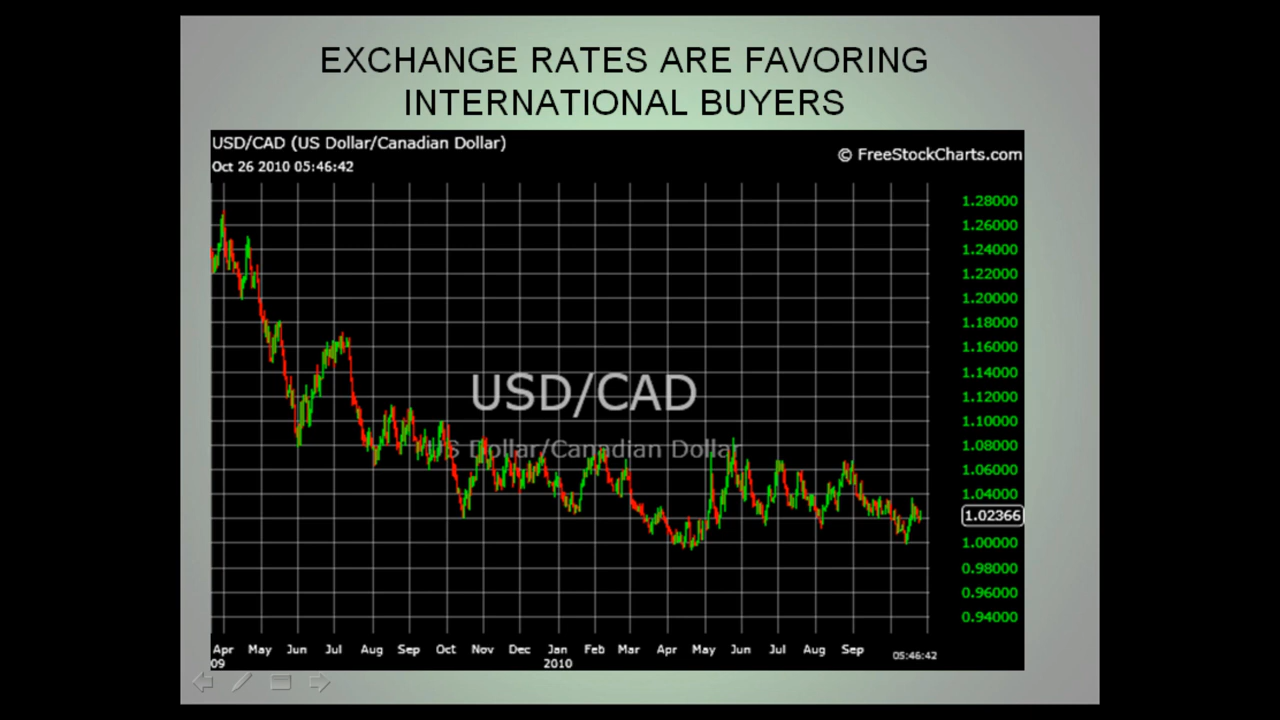 EXCHANGE RATES ARE FAVORING
INTERNATIONAL BUYERS
USD/CAD (US Dollar/Canadian Dollar)
© FreeStockCharts.com
Oct 26 2010 05:46:42
1.28000
1.26000
1.24000
1.22000
1.20000
1.18000
1.16000
1.14000
USD/CAD
1.12000
1.10000
US Dollar/Canadian Dollar
1.08000
1.06000
1.04000
1.02366
1.00000
0.98000
0.96000
0.94000
Apr May Jun Jul Aug Sep Oct Nov Dec Jan Feb Mar Apr May Jun Jul Aug Sep 05:46:42
09 2010